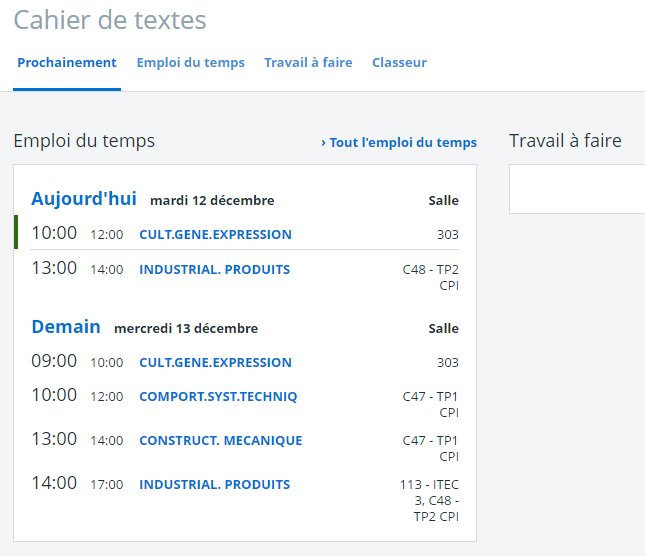 Cahier de textes
Prochainement Emploi du temps Travail à faire Classeur
Emploi du temps › Tout l'emploi du temps
Aujourd'hui mardi 12 décembre Salle
10:00 12:00 CULT.GENE.EXPRESSION 303
13:00 14:00 INDUSTRIAL. PRODUITS C48 - TP2
CPI
Demain mercredi 13 décembre Salle
09:00 10:00 CULT.GENE.EXPRESSION 303
10:00 12:00 COMPORT.SYST.TECHNIQ C47 - TP1
CPI
13:00 14:00 CONSTRUCT. MECANIQUE C47 - TP1
CPI
14:00 17:00 INDUSTRIAL. PRODUITS 113 - ITEC
3, C48 -
TP2 CPI
Travail à faire